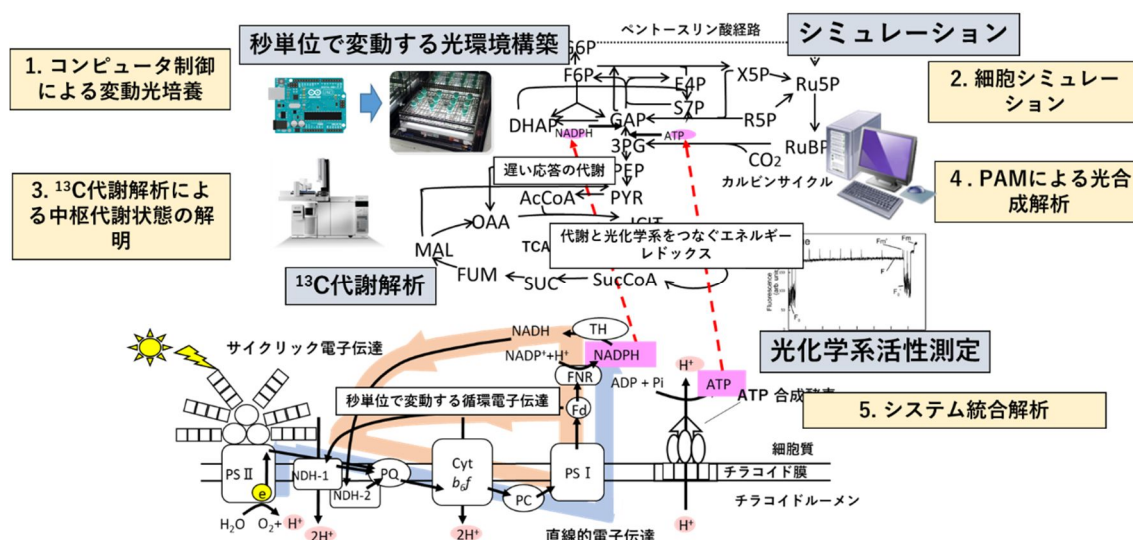 秒単位で変動する光環境構築
ペントースリン酸経路
シミュレーション
1. コンピュータ制御
による変動光培養
G6P
F6P
E4P
X5P
Ru5P
S7P
2. 細胞シミュレー
ション
DHAP
GAP
R5P
NADPH
ATP
3PG
CO2
RuBP
カルビンサイクル
3. ¹³C代謝解析によ
る中枢代謝状態の解
明
遅い応答の代謝
PEP
AcCoA
PYR
4. PAMによる光合
成解析
OAA
MAL
TCA
代謝と光化学系をつなぐエネルギー
レドックス
¹³C代謝解析
FUM
SUC
SucCoA
Fm'
Fm
F
Fluorescence
光化学系活性測定
サイクリック電子伝達
NADH
TH
NADP⁺+H⁺
NADPH
FNR
ADP + Pi
H⁺
ATP
ATP 合成酵素
5. システム統合解析
秒単位で変動する循環電子伝達
Fd
細胞質
PS II
NDH-1
NDH-2
PQ
Cyt
b6f
PC
PS I
チラコイド膜
e
チラコイドルーメン
H2O
O2+
H⁺
2H⁺
2H⁺
直線的電子伝達
H⁺